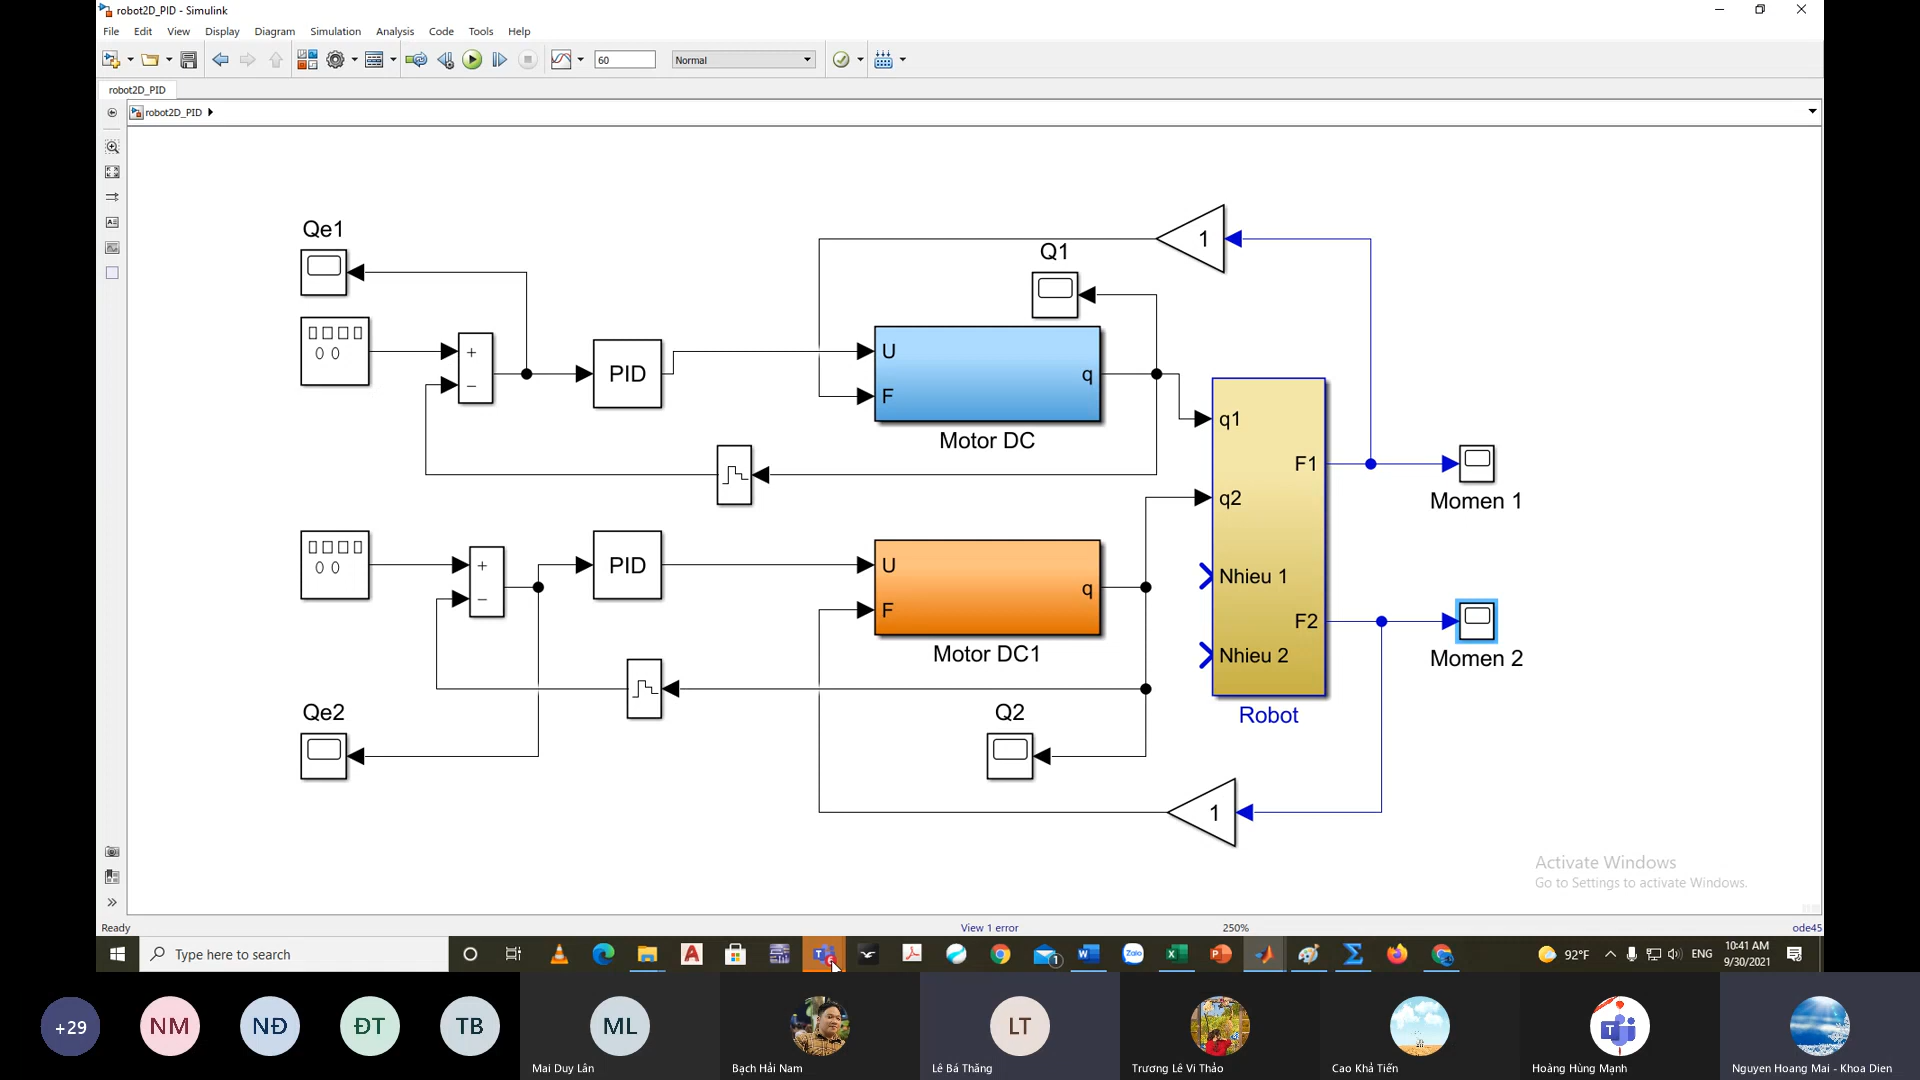 robot2D_PID - Simulink
File Edit View Display Diagram Simulation Analysis Code Tools Help
60 Normal
robot2D_PID
robot2D_PID
Qe1
Q1
1
+
−
PID
U
F
q
Motor DC
q1
F1
q2
Momen 1
+
−
PID
U
F
q
Motor DC1
Nhieu 1
F2
Nhieu 2
Momen 2
Robot
Qe2
Q2
1
Activate Windows
Go to Settings to activate Windows.
Ready View 1 error 250% ode45
Type here to search
92°F ENG
10:41 AM
9/30/2021
+29 NM NĐ ĐT TB ML LT
Mai Duy Lân Bạch Hải Nam Lê Bá Thăng Trương Lê Vi Thảo Cao Khả Tiến Hoàng Hùng Mạnh Nguyen Hoang Mai - Khoa Dien